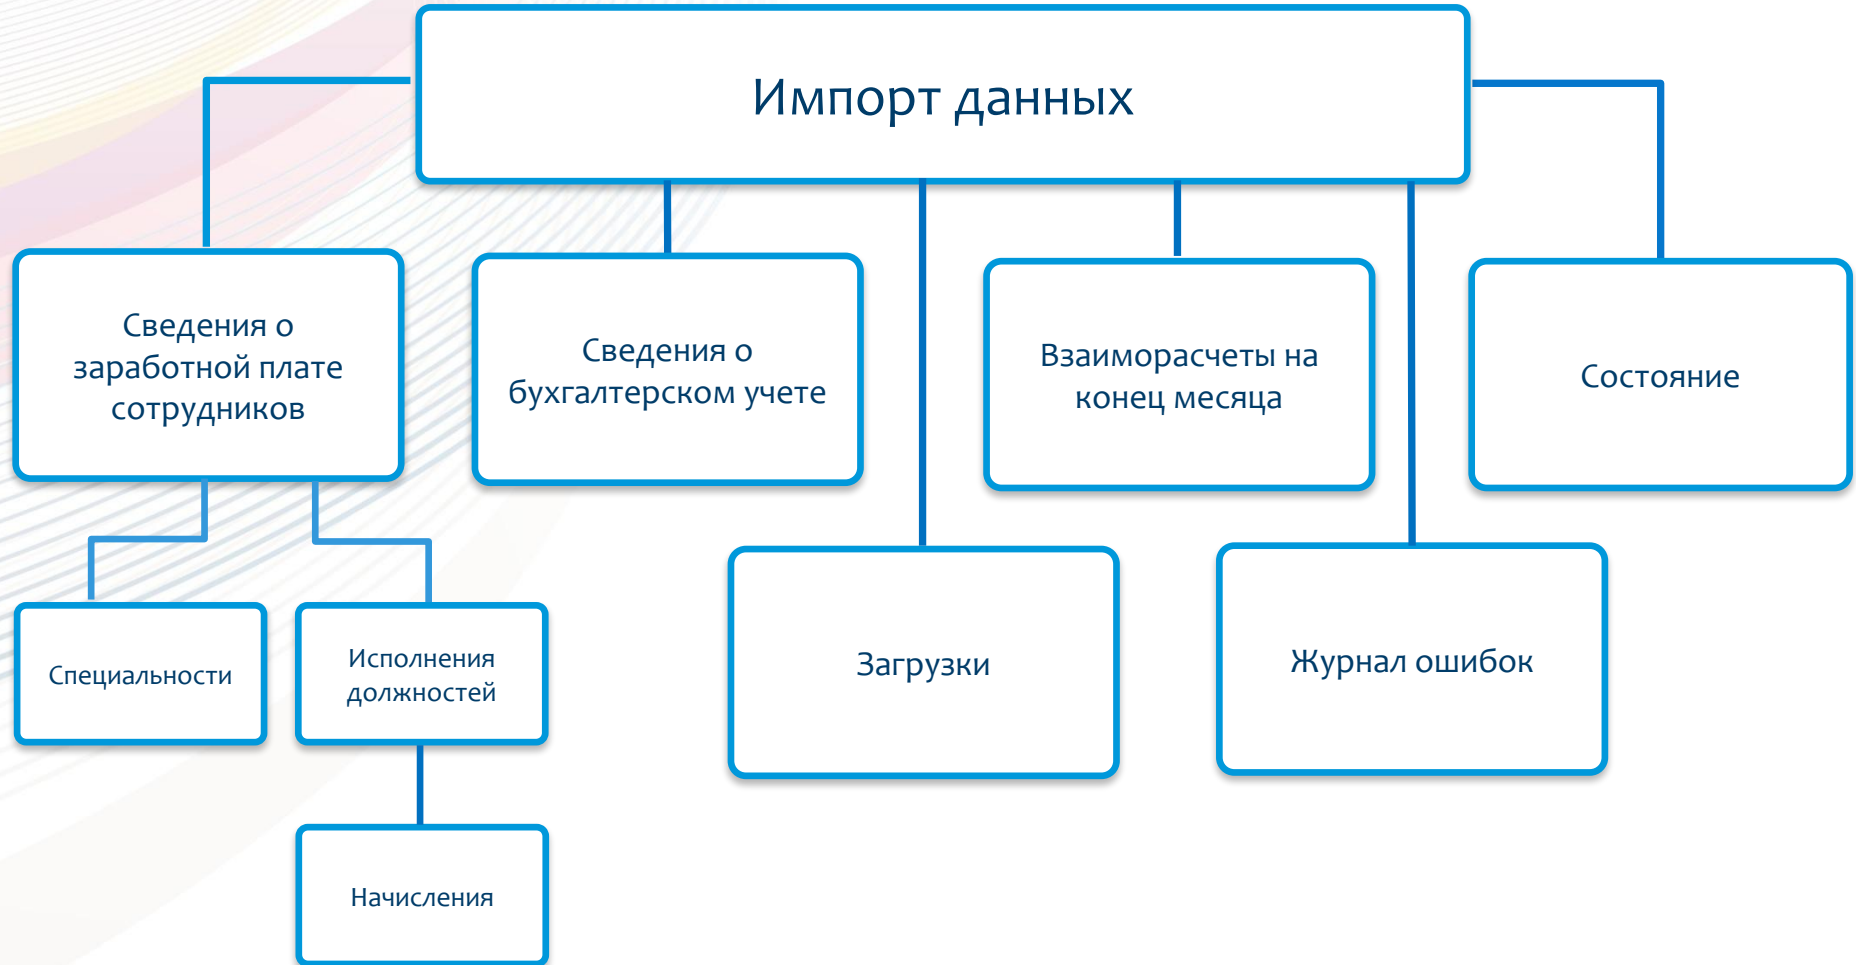 Импорт данных
Сведения о
заработной плате
сотрудников
Сведения о
бухгалтерском учете
Взаиморасчеты на
конец месяца
Состояние
Специальности
Исполнения
должностей
Загрузки
Журнал ошибок
Начисления